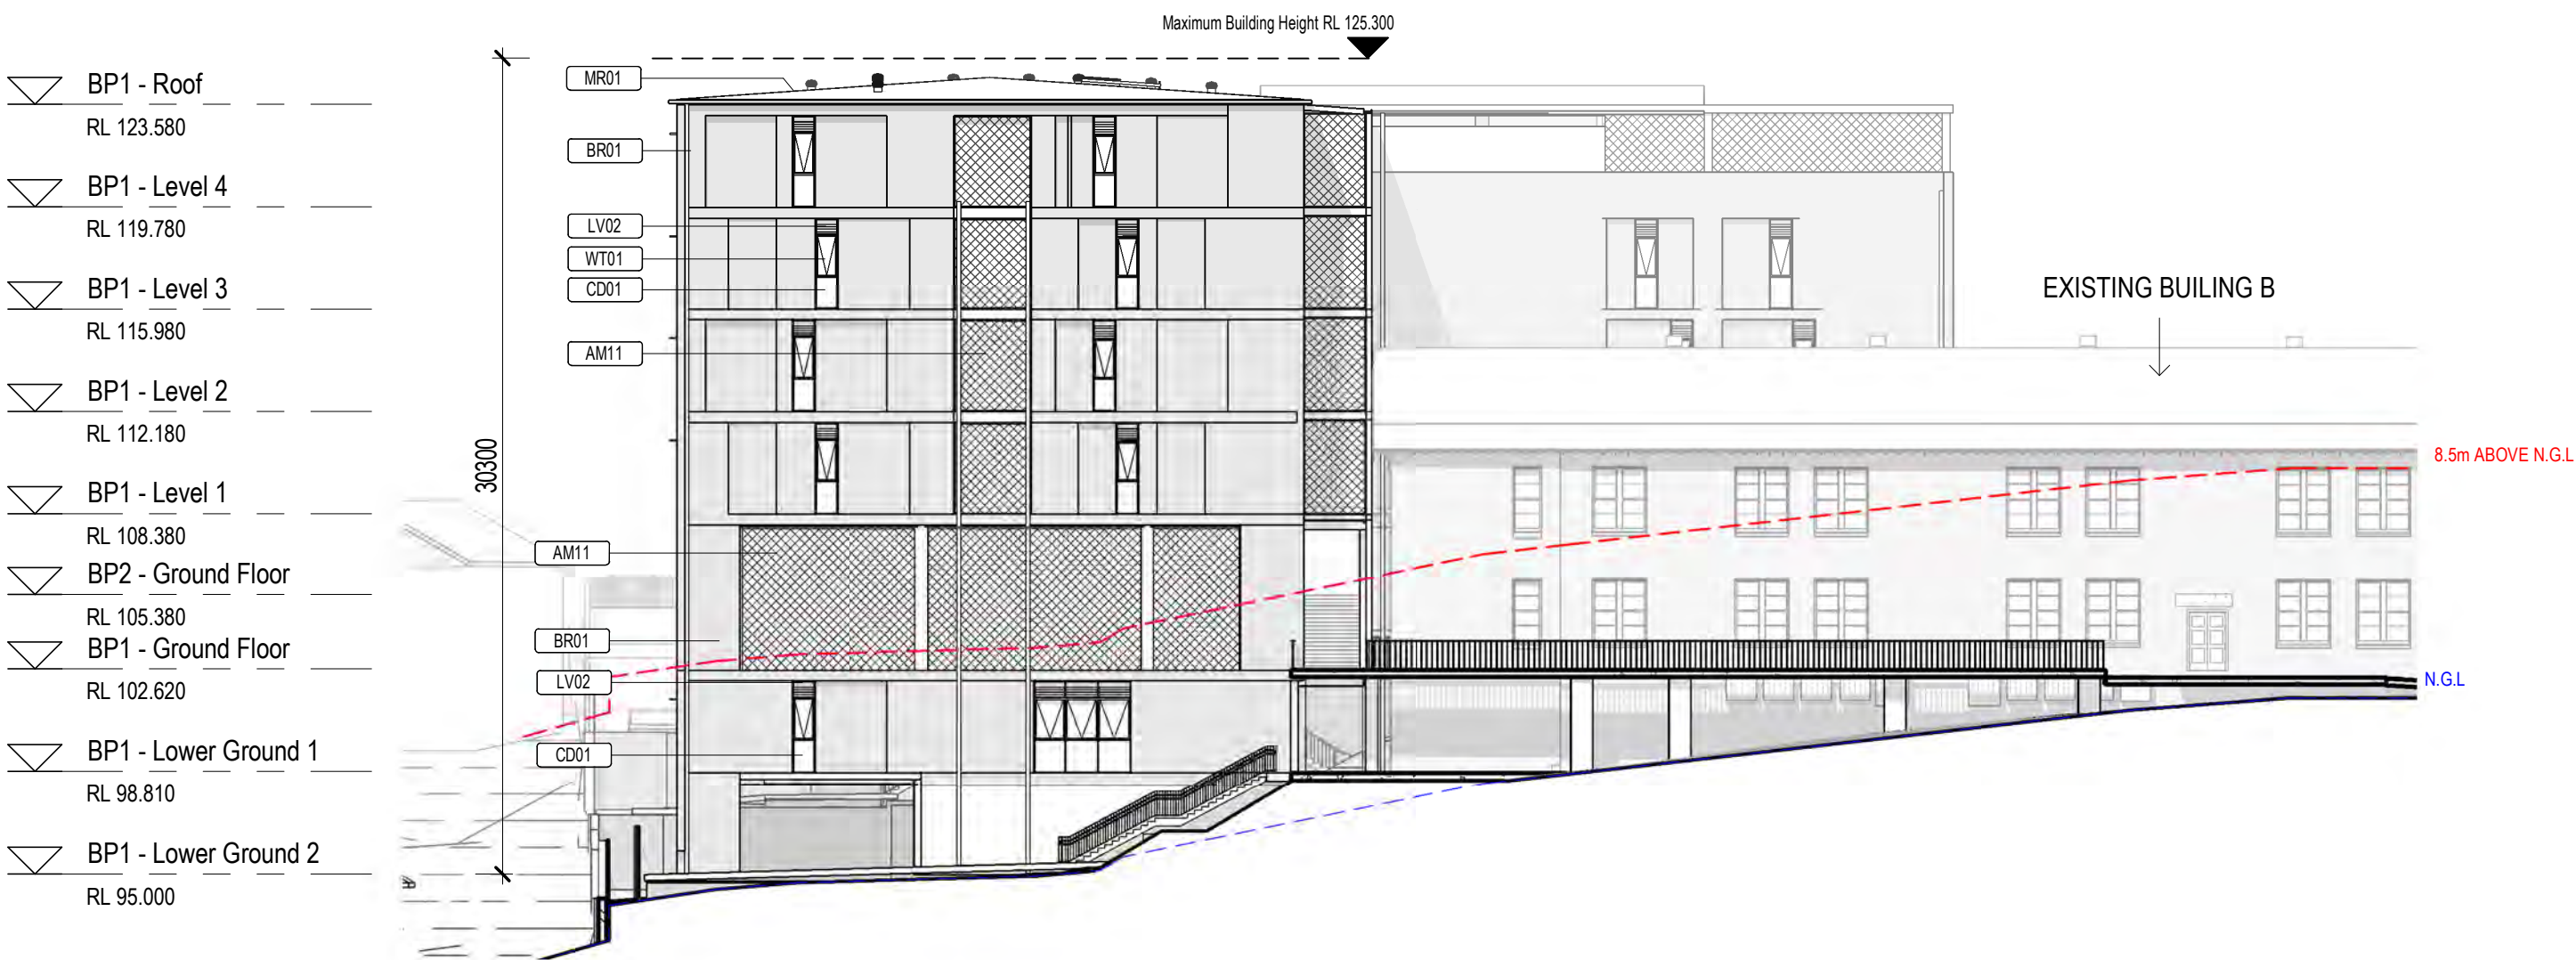 Maximum Building Height RL 125.300
BP1 - Roof
RL 123.580
BP1 - Level 4
RL 119.780
BP1 - Level 3
RL 115.980
BP1 - Level 2
RL 112.180
BP1 - Level 1
RL 108.380
BP2 - Ground Floor
RL 105.380
BP1 - Ground Floor
RL 102.620
BP1 - Lower Ground 1
RL 98.810
BP1 - Lower Ground 2
RL 95.000
30300
MR01
BR01
LV02
WT01
CD01
AM11
AM11
BR01
LV02
CD01
EXISTING BUILING B
8.5m ABOVE N.G.L
N.G.L